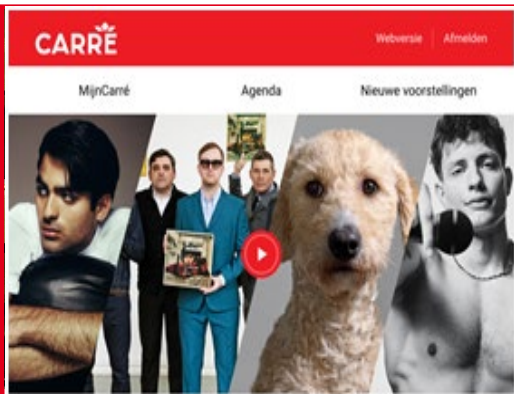 CARRÉ
Webversie | Afmelden
MijnCarré
Agenda
Nieuwe voorstellingen